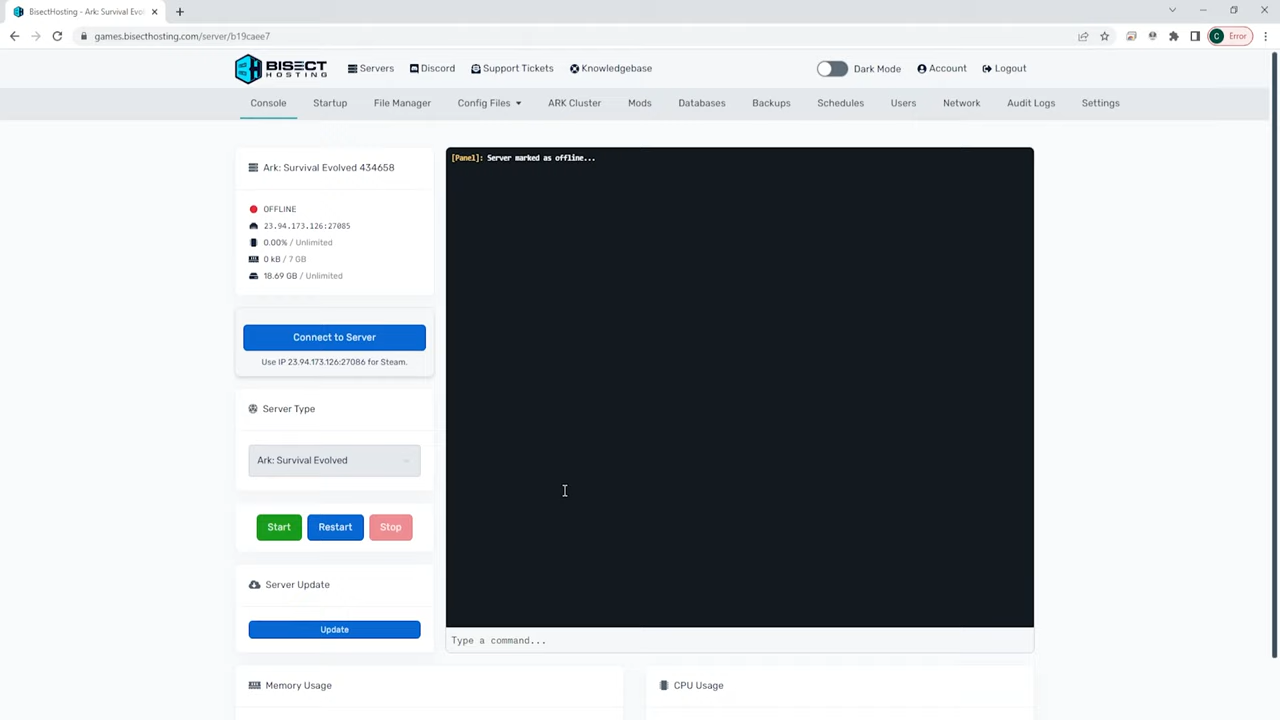 BisectHosting - Ark: Survival Evol
games.bisecthosting.com/server/b19caee7
C Error
BISECT
HOSTING
Servers Discord Support Tickets Knowledgebase Dark Mode Account Logout
Console Startup File Manager Config Files ARK Cluster Mods Databases Backups Schedules Users Network Audit Logs Settings
Ark: Survival Evolved 434658
OFFLINE
23.94.173.126:27085
0.00% / Unlimited
0 kB / 7 GB
18.69 GB / Unlimited
Connect to Server
Use IP 23.94.173.126:27086 for Steam.
Server Type
Ark: Survival Evolved
Start Restart Stop
Server Update
Update
[Panel]: Server marked as offline...
Type a command...
Memory Usage
CPU Usage